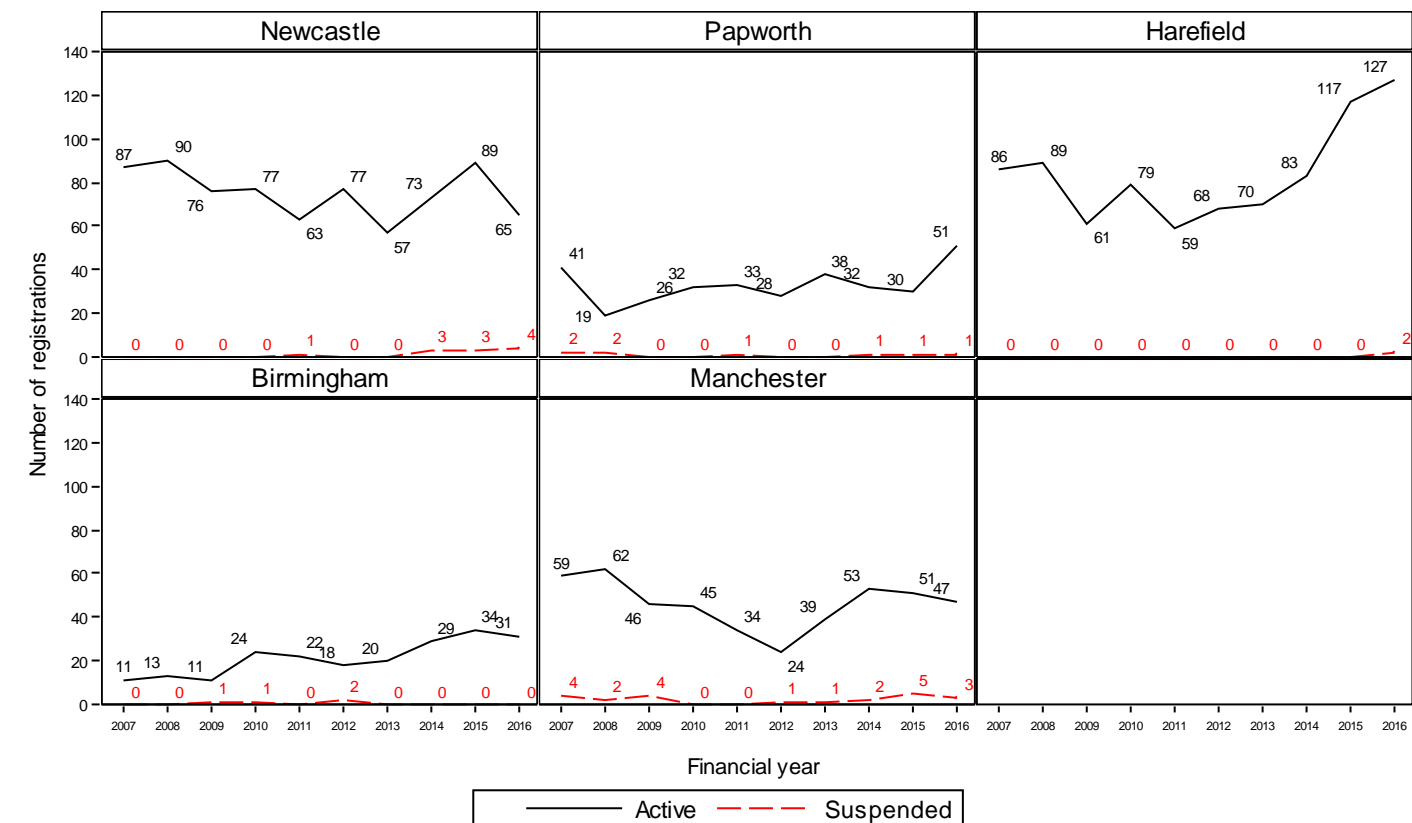 Newcastle Papworth Harefield
Number of registrations
140
120
100
80
60
40
20
0
87 90 76 77 63 77 57 73 89 65
0 0 0 0 1 0 0 3 3 4
41 19 26 32 33 28 38 32 30 51
2 2 0 0 1 0 0 1 1 1
86 89 61 79 59 68 70 83 117 127
0 0 0 0 0 0 0 0 0 2
Birmingham Manchester
140
120
100
80
60
40
20
0
11 13 11 24 22 18 20 29 34 31
0 0 1 1 0 2 0 0 0 0
59 62 46 45 34 24 39 53 51 47
4 2 4 0 0 1 1 2 5 3
2007 2008 2009 2010 2011 2012 2013 2014 2015 2016 2007 2008 2009 2010 2011 2012 2013 2014 2015 2016 2007 2008 2009 2010 2011 2012 2013 2014 2015 2016
Financial year
Active Suspended